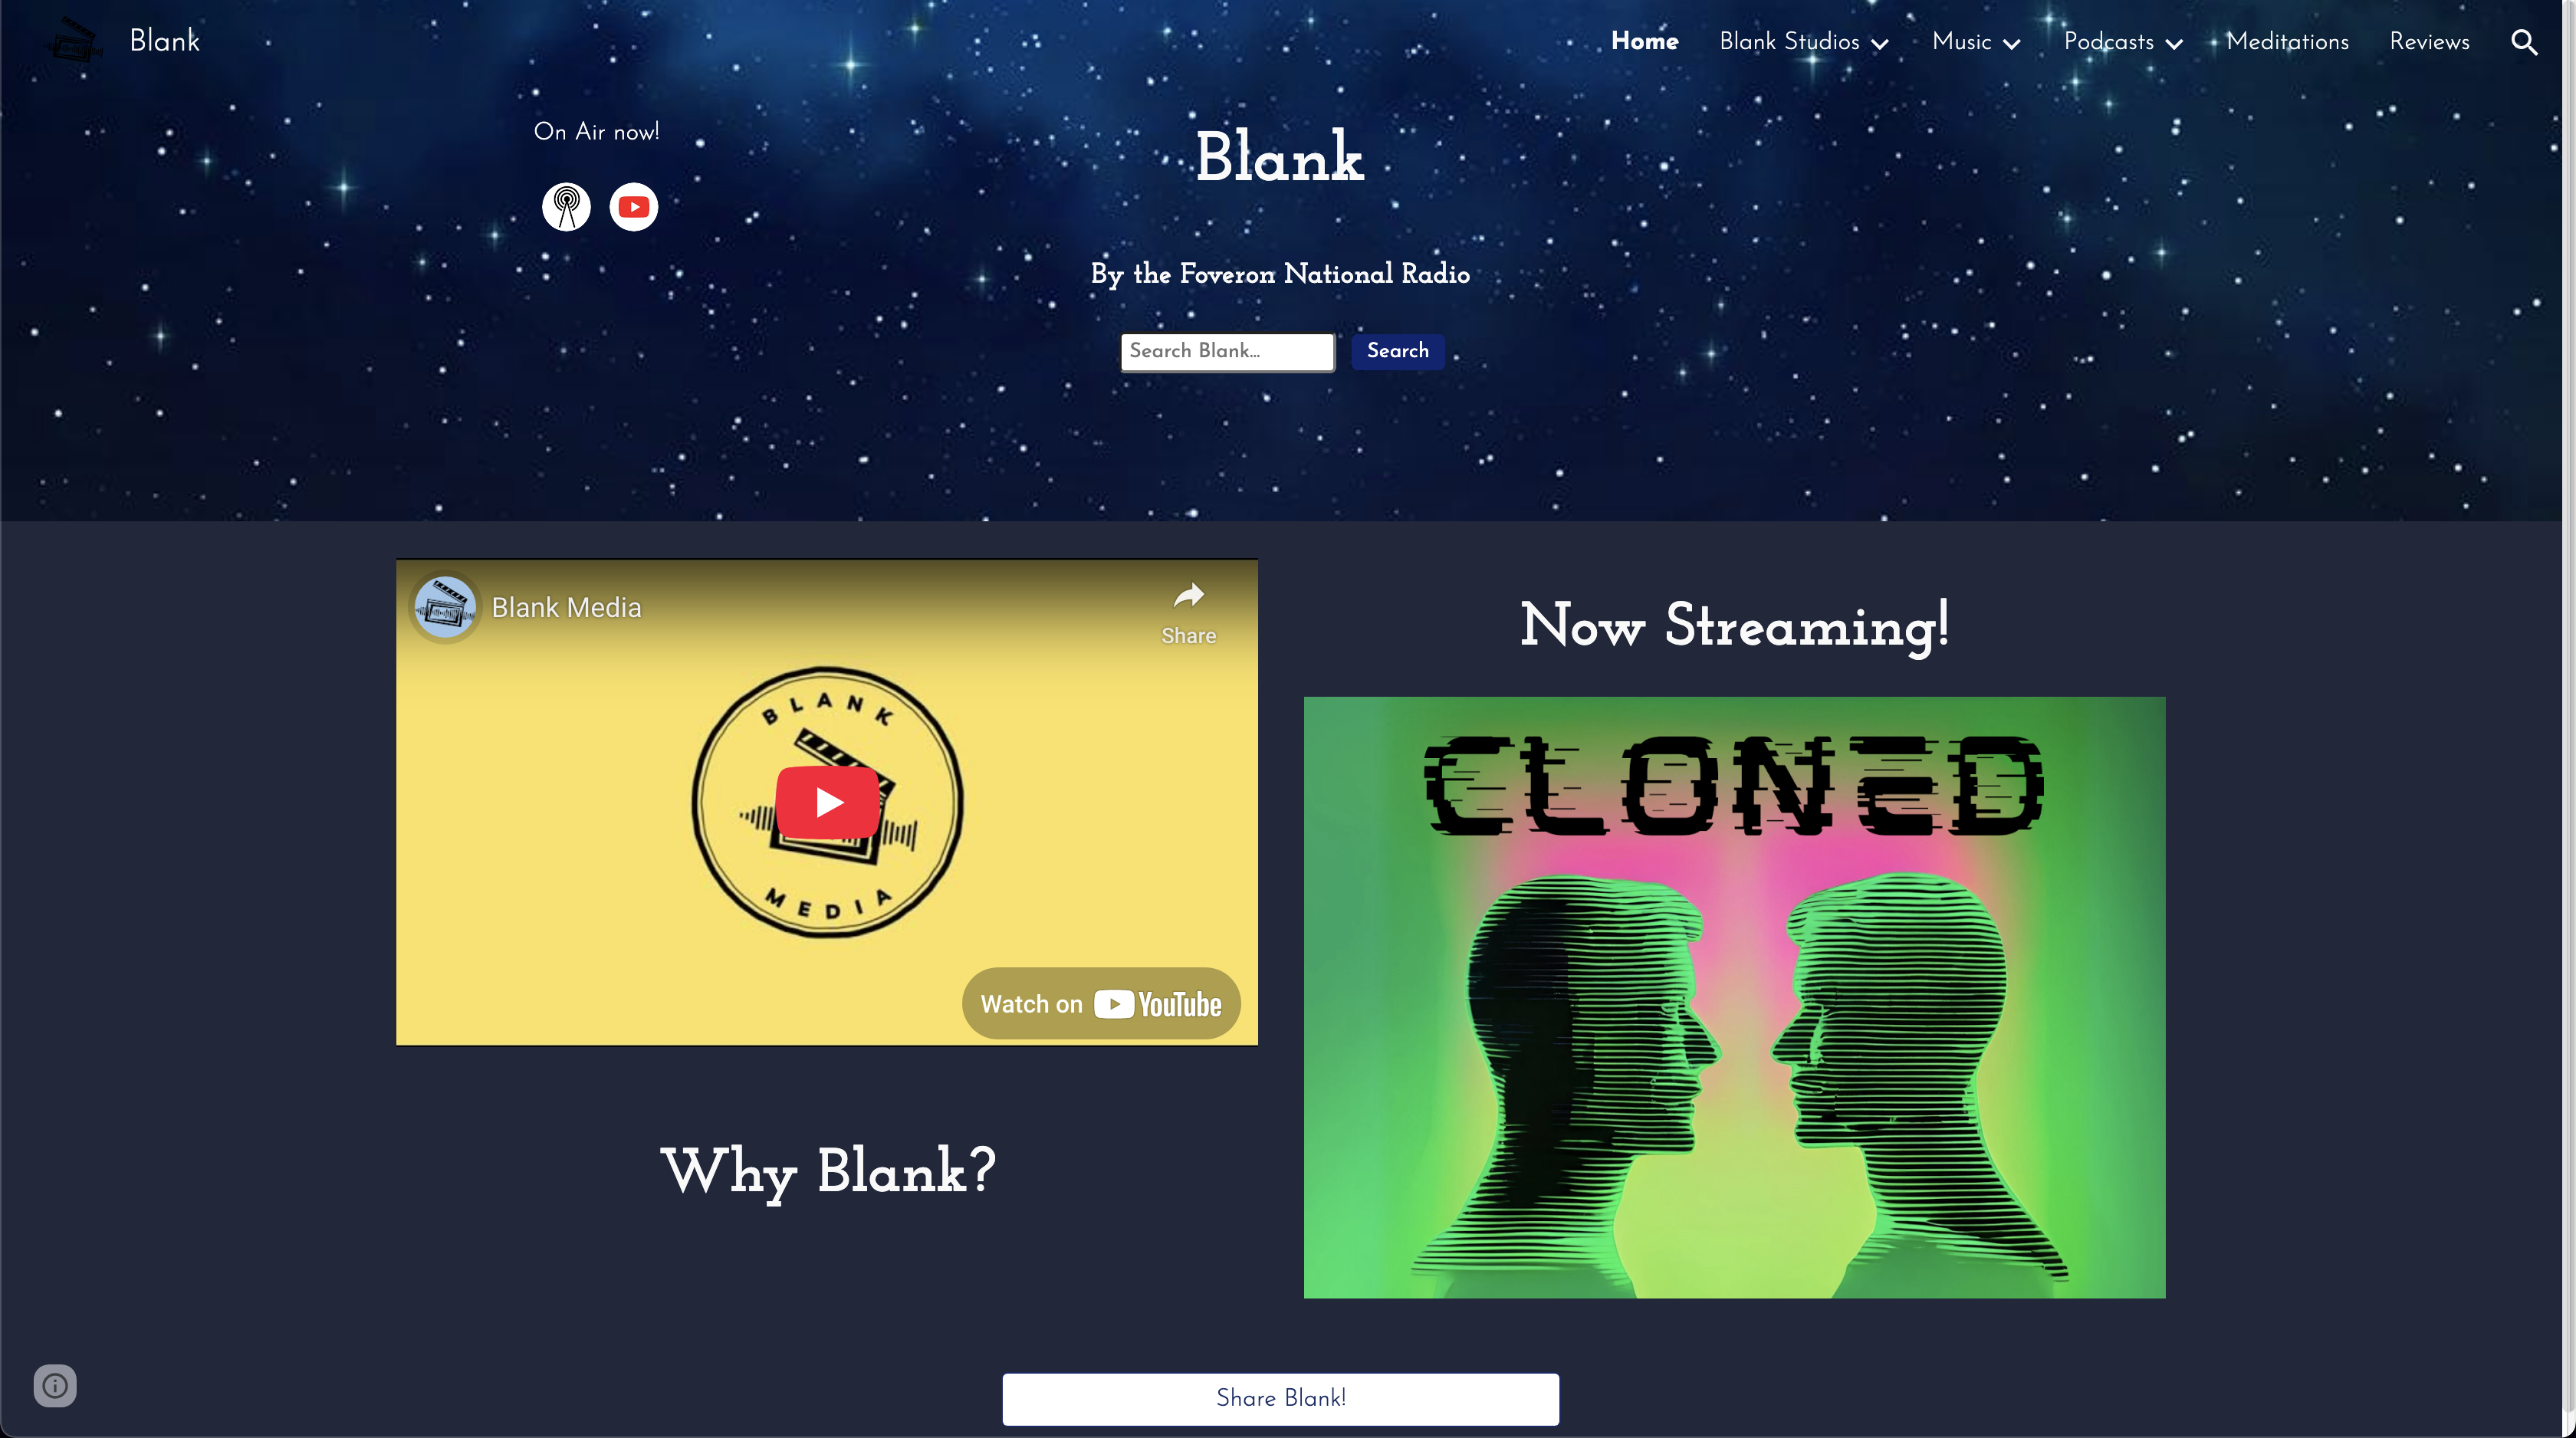 Blank
Home Blank Studios Music Podcasts Meditations Reviews
On Air now!
Blank
By the Foveron National Radio
Search Blank... Search
Blank Media
Share
BLANK
MEDIA
Watch on YouTube
Now Streaming!
CLONED
Why Blank?
Share Blank!